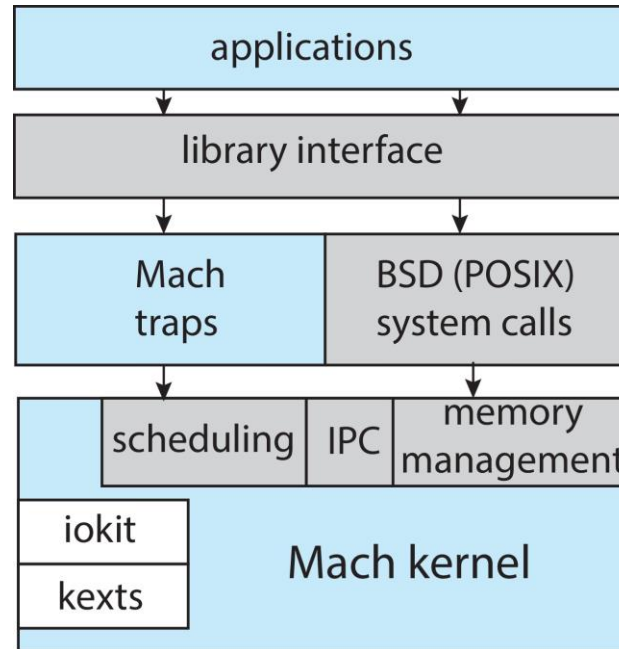 applications
library interface
Mach
traps
BSD (POSIX)
system calls
scheduling
IPC
memory
management
iokit
kexts
Mach kernel